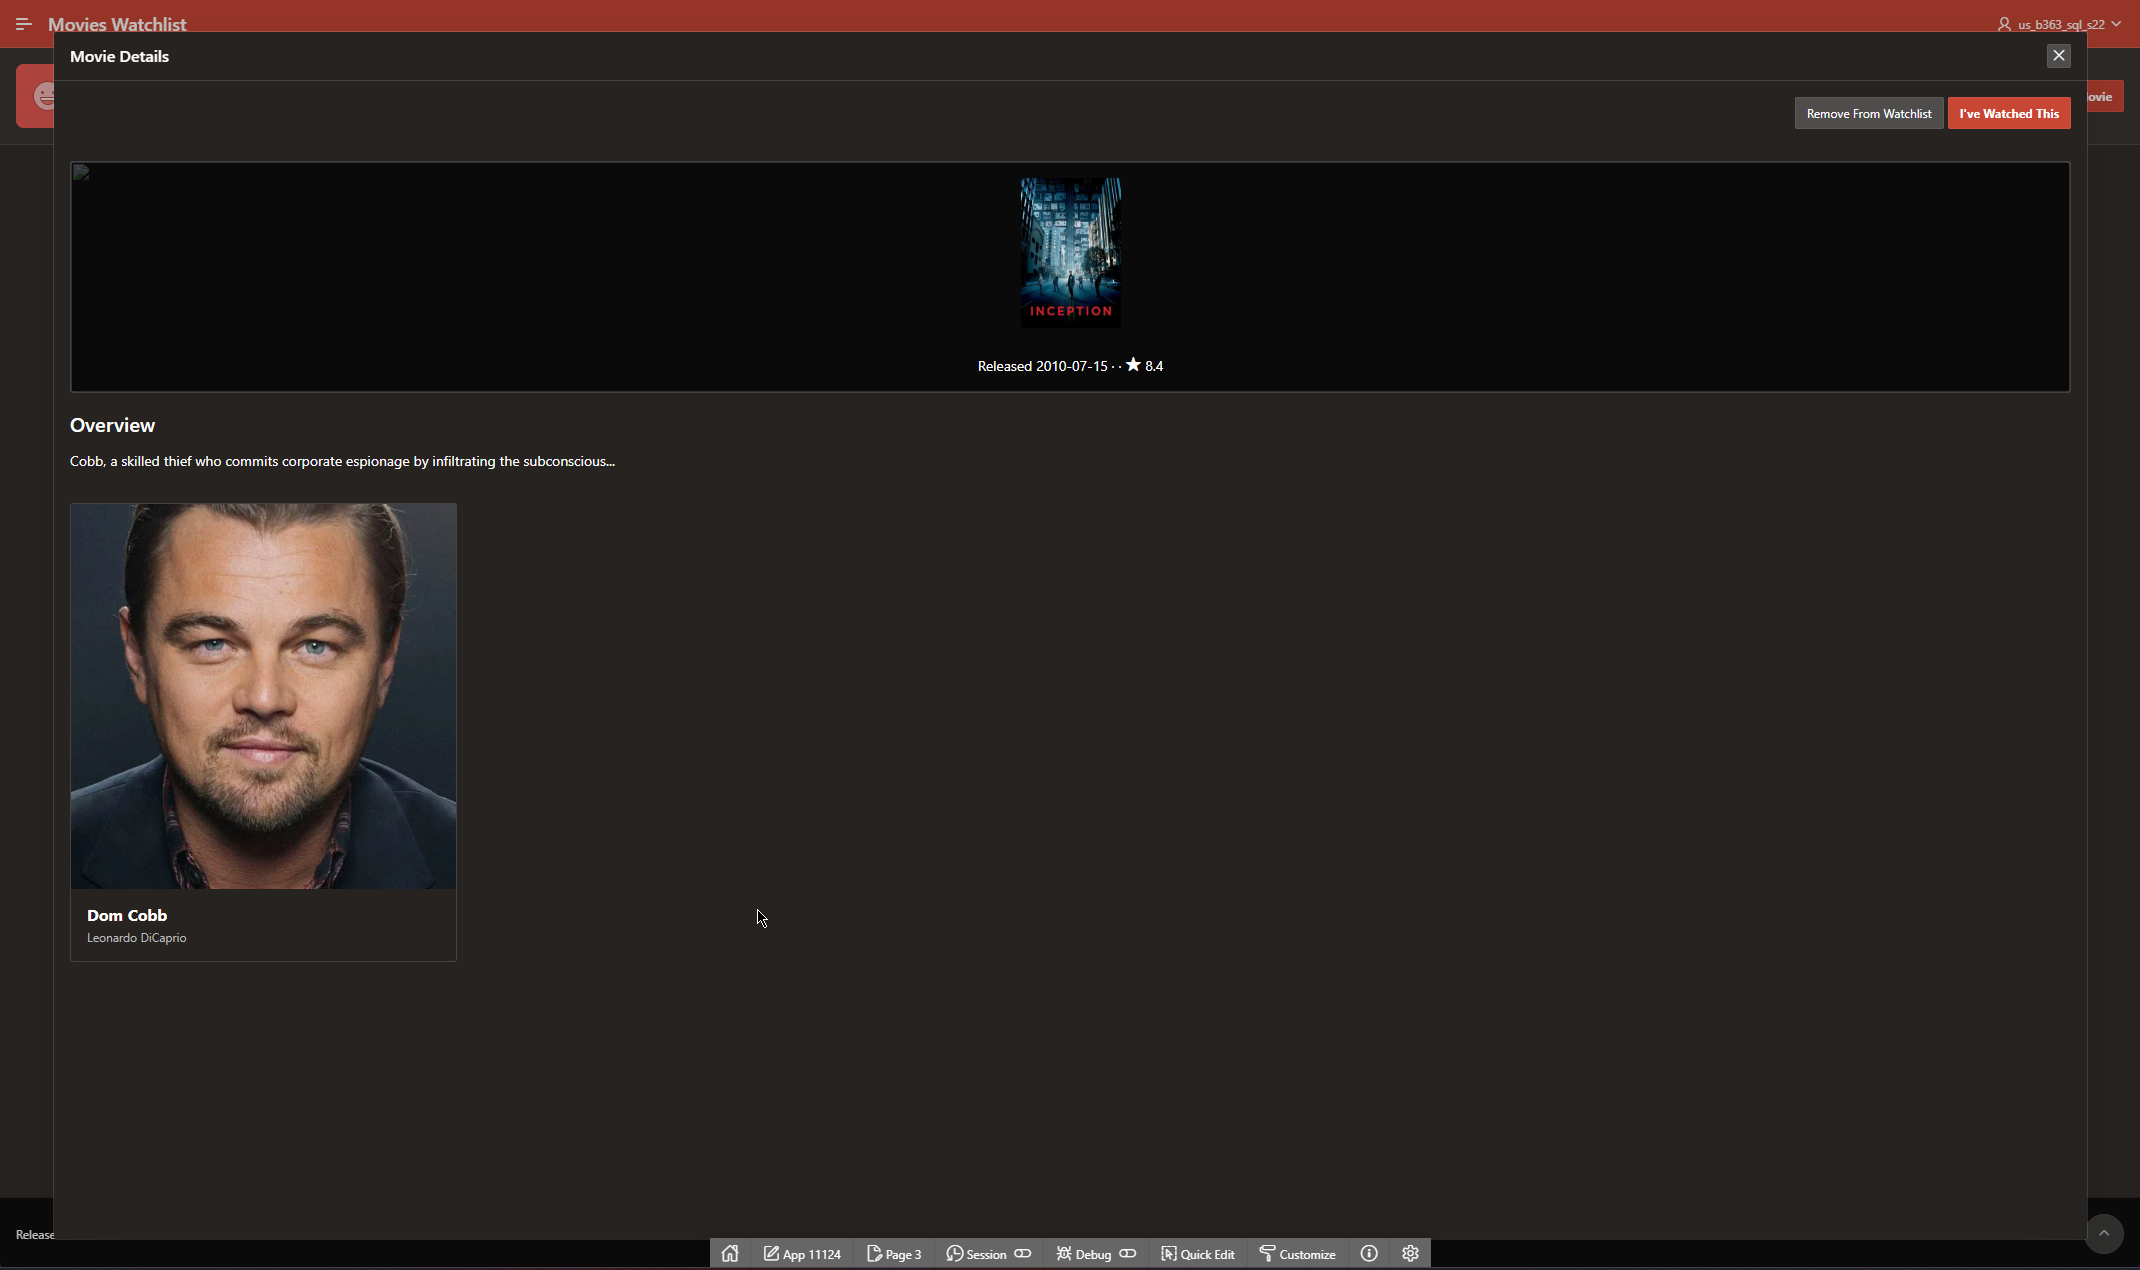 Movies Watchlist
us_b363_sql_s22
Movie Details
ovie
Remove From Watchlist
I've Watched This
INCEPTION
Released 2010-07-15 · · ★ 8.4
Overview
Cobb, a skilled thief who commits corporate espionage by infiltrating the subconscious...
Dom Cobb
Leonardo DiCaprio
Release
App 11124
Page 3
Session
Debug
Quick Edit
Customize